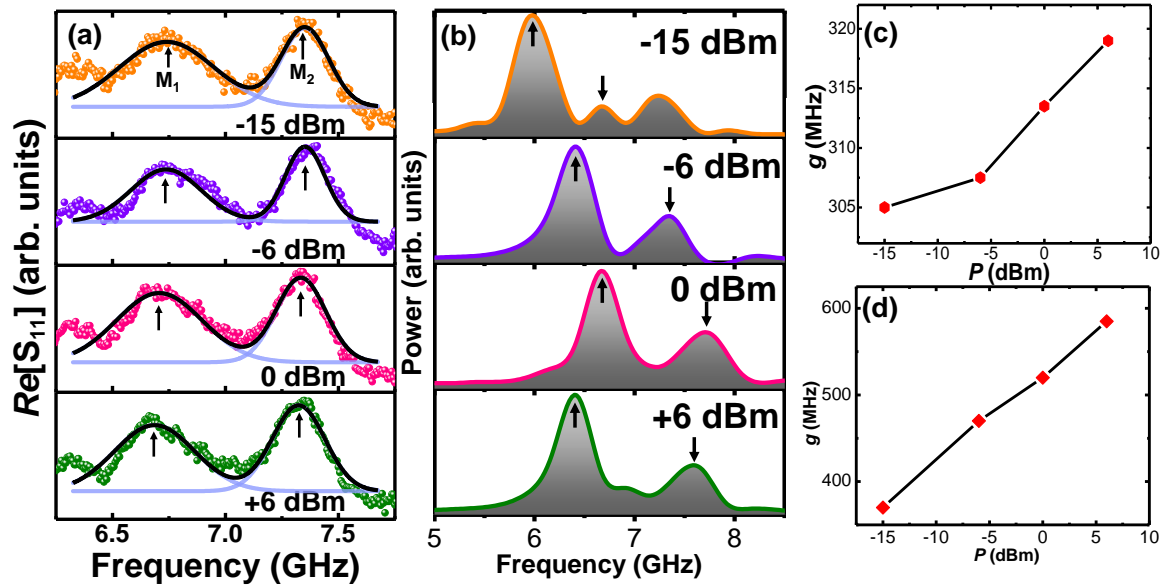 (a)
M1
M2
-15 dBm
-6 dBm
0 dBm
+6 dBm
Re[S11] (arb. units)
6.5
7.0
7.5
Frequency (GHz)
(b)
-15 dBm
-6 dBm
0 dBm
+6 dBm
Power (arb. units)
5
6
7
8
Frequency (GHz)
(c)
320
315
310
305
g (MHz)
-15
-10
-5
0
5
10
P (dBm)
(d)
600
500
400
g (MHz)
-15
-10
-5
0
5
10
P (dBm)